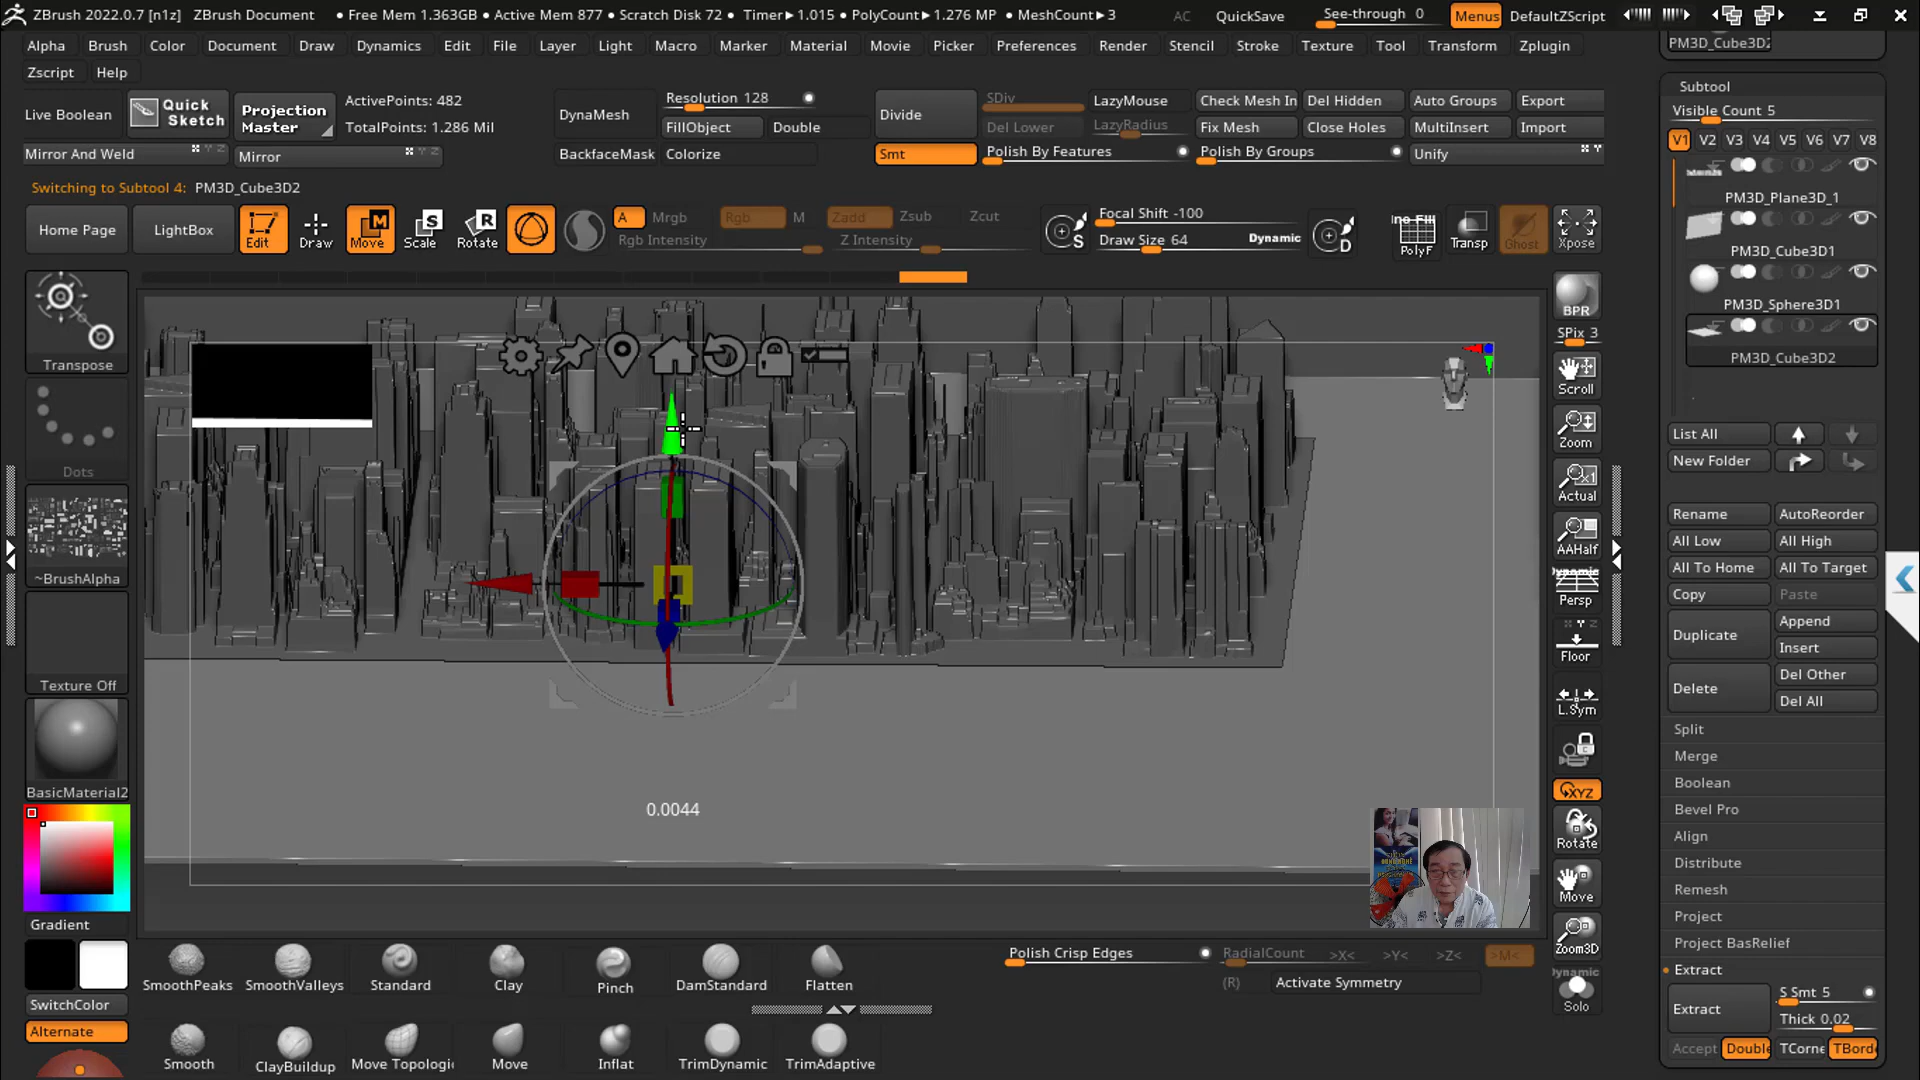 ZBrush 2022.0.7 [n1z] ZBrush Document • Free Mem 1.363GB • Active Mem 877 • Scratch Disk 72 • Timer▶1.015 • PolyCount▶1.276 MP • MeshCount▶3 AC QuickSave See-through 0 Menus DefaultZScript
Alpha Brush Color Document Draw Dynamics Edit File Layer Light Macro Marker Material Movie Picker Preferences Render Stencil Stroke Texture Tool Transform Zplugin
Zscript Help
PM3D_Cube3D2
Subtool
Visible Count 5
V1 V2 V3 V4 V5 V6 V7 V8
PM3D_Plane3D_1
PM3D_Cube3D1
PM3D_Sphere3D1
PM3D_Cube3D2
Live Boolean
Quick Sketch
Projection Master
ActivePoints: 482
TotalPoints: 1.286 Mil
Mirror And Weld
Mirror
DynaMesh
Resolution 128
FillObject Double
BackfaceMask Colorize
Divide
Smt
SDiv
Del Lower
LazyMouse
LazyRadius
Check Mesh In Del Hidden Auto Groups Export
Fix Mesh Close Holes MultiInsert Import
Polish By Features Polish By Groups Unify
Switching to Subtool 4: PM3D_Cube3D2
Home Page LightBox Edit Draw Move Scale Rotate
A Mrgb Rgb M Zadd Zsub Zcut
Rgb Intensity Z Intensity
Focal Shift -100
Draw Size 64 Dynamic
S D
PolyF Transp Ghost Xpose
Transpose
Dots
~BrushAlpha
Texture Off
BasicMaterial2
Gradient
SwitchColor
Alternate
0.0044
BPR
SPix 3
Scroll
Zoom
Actual
AAHalf
Dynamic
Persp
Floor
L.Sym
XYZ
Rotate
Move
Zoom3D
Dynamic
Solo
List All
New Folder
Rename AutoReorder
All Low All High
All To Home All To Target
Copy Paste
Duplicate Append
Insert
Delete Del Other
Del All
Split
Merge
Boolean
Bevel Pro
Align
Distribute
Remesh
Project
Project BasRelief
Extract
Extract S Smt 5
Thick 0.02
Accept Double TCorne TBord
SmoothPeaks SmoothValleys Standard Clay Pinch DamStandard Flatten
Polish Crisp Edges RadialCount >X< >Y< >Z< >M<
(R) Activate Symmetry
Smooth ClayBuildup Move Topologi Move Inflat TrimDynamic TrimAdaptive